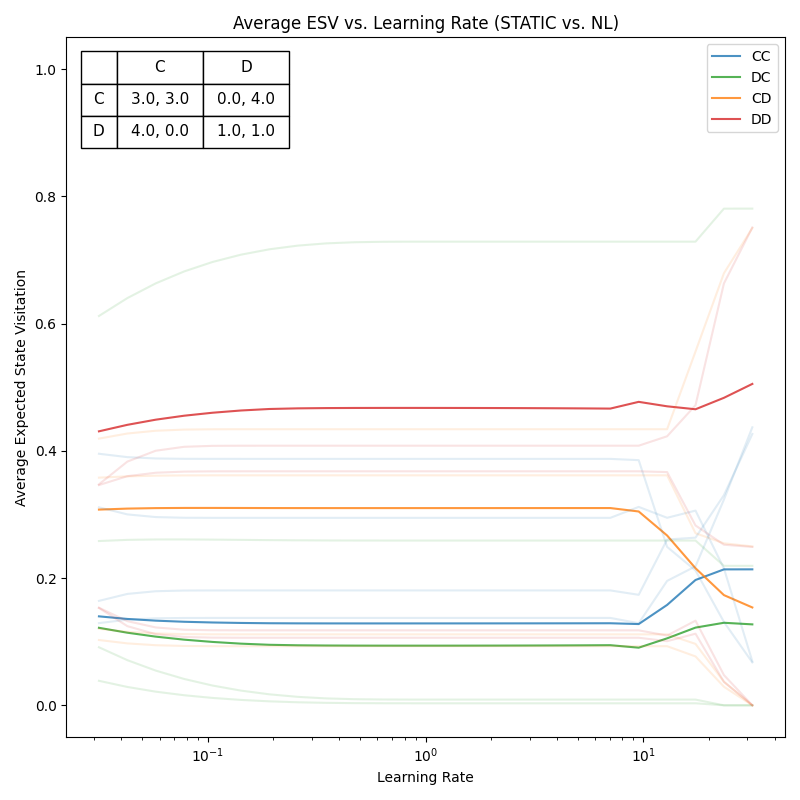 Average ESV vs. Learning Rate (STATIC vs. NL)
C D
C 3.0, 3.0 0.0, 4.0
D 4.0, 0.0 1.0, 1.0
CC
DC
CD
DD
Average Expected State Visitation
1.0
0.8
0.6
0.4
0.2
0.0
10⁻¹ 10⁰ 10¹
Learning Rate